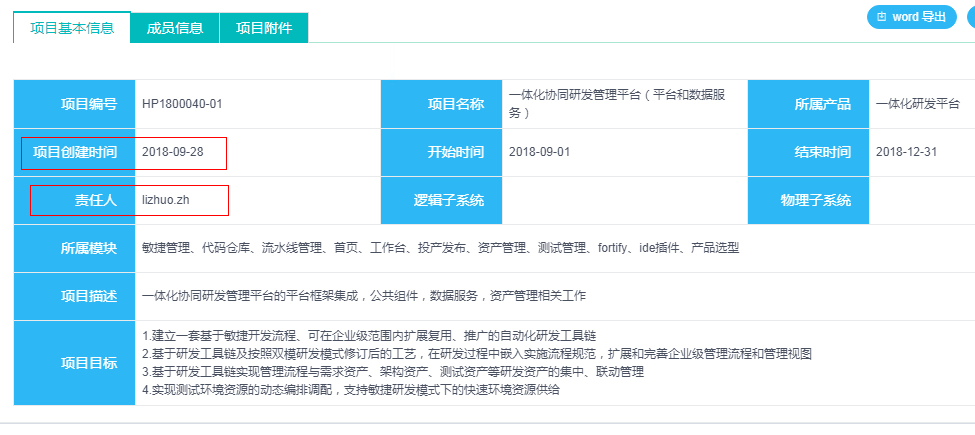 项目基本信息 成员信息 项目附件 word 导出
项目编号 HP1800040-01 项目名称 一体化协同研发管理平台（平台和数据服 所属产品 一体化研发平台
务）
项目创建时间 2018-09-28 开始时间 2018-09-01 结束时间 2018-12-31
责任人 lizhuo.zh 逻辑子系统 物理子系统
所属模块 敏捷管理、代码仓库、流水线管理、首页、工作台、投产发布、资产管理、测试管理、fortify、ide插件、产品选型
项目描述 一体化协同研发管理平台的平台框架集成，公共组件，数据服务，资产管理相关工作
项目目标
1.建立一套基于敏捷开发流程、可在企业级范围内扩展复用、推广的自动化研发工具链
2.基于研发工具链及按照双模研发模式修订后的工艺，在研发过程中嵌入实施流程规范，扩展和完善企业级管理流程和管理视图
3.基于研发工具链实现管理流程与需求资产、架构资产、测试资产等研发资产的集中、联动管理
4.实现测试环境资源的动态编排调配，支持敏捷研发模式下的快速环境资源供给